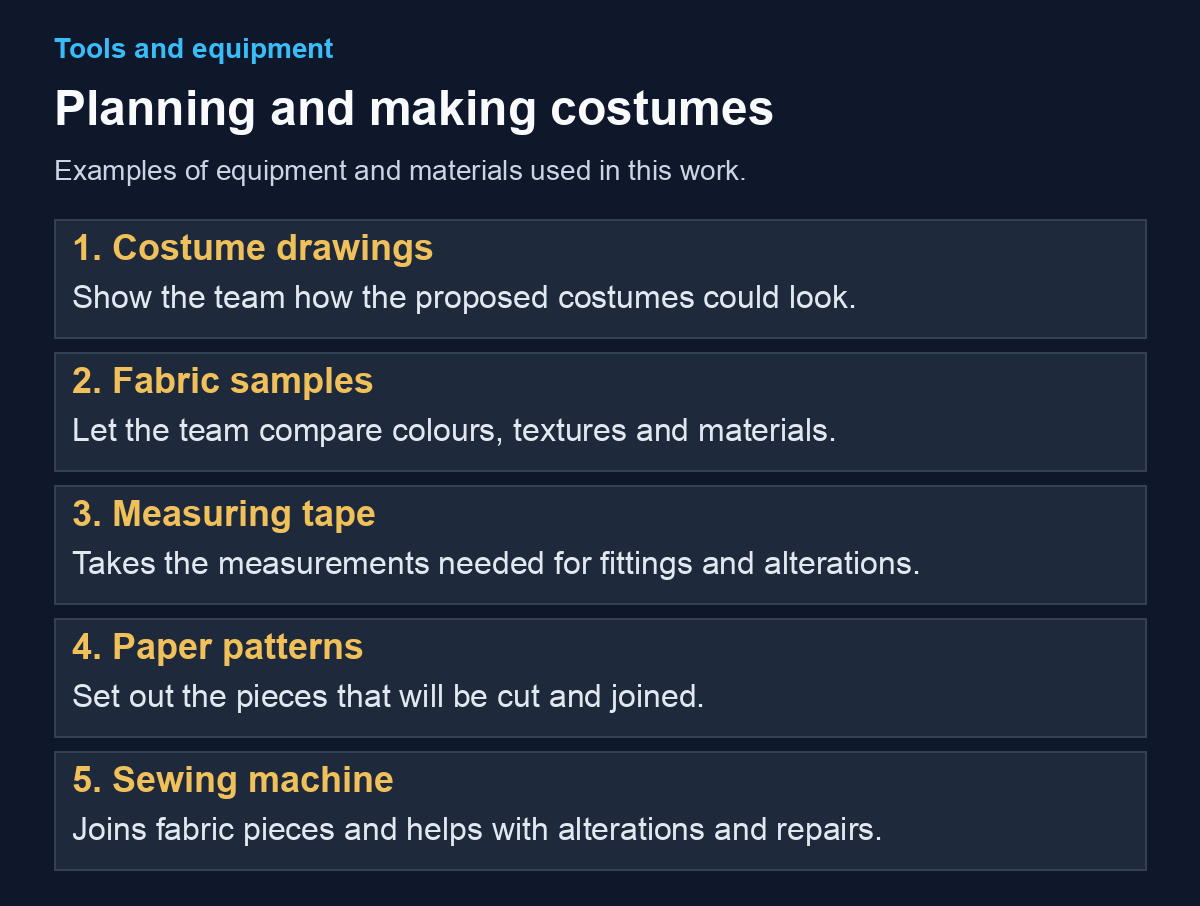 Tools and equipment
Planning and making costumes
Examples of equipment and materials used in this work.
1. Costume drawings
Show the team how the proposed costumes could look.
2. Fabric samples
Let the team compare colours, textures and materials.
3. Measuring tape
Takes the measurements needed for fittings and alterations.
4. Paper patterns
Set out the pieces that will be cut and joined.
5. Sewing machine
Joins fabric pieces and helps with alterations and repairs.